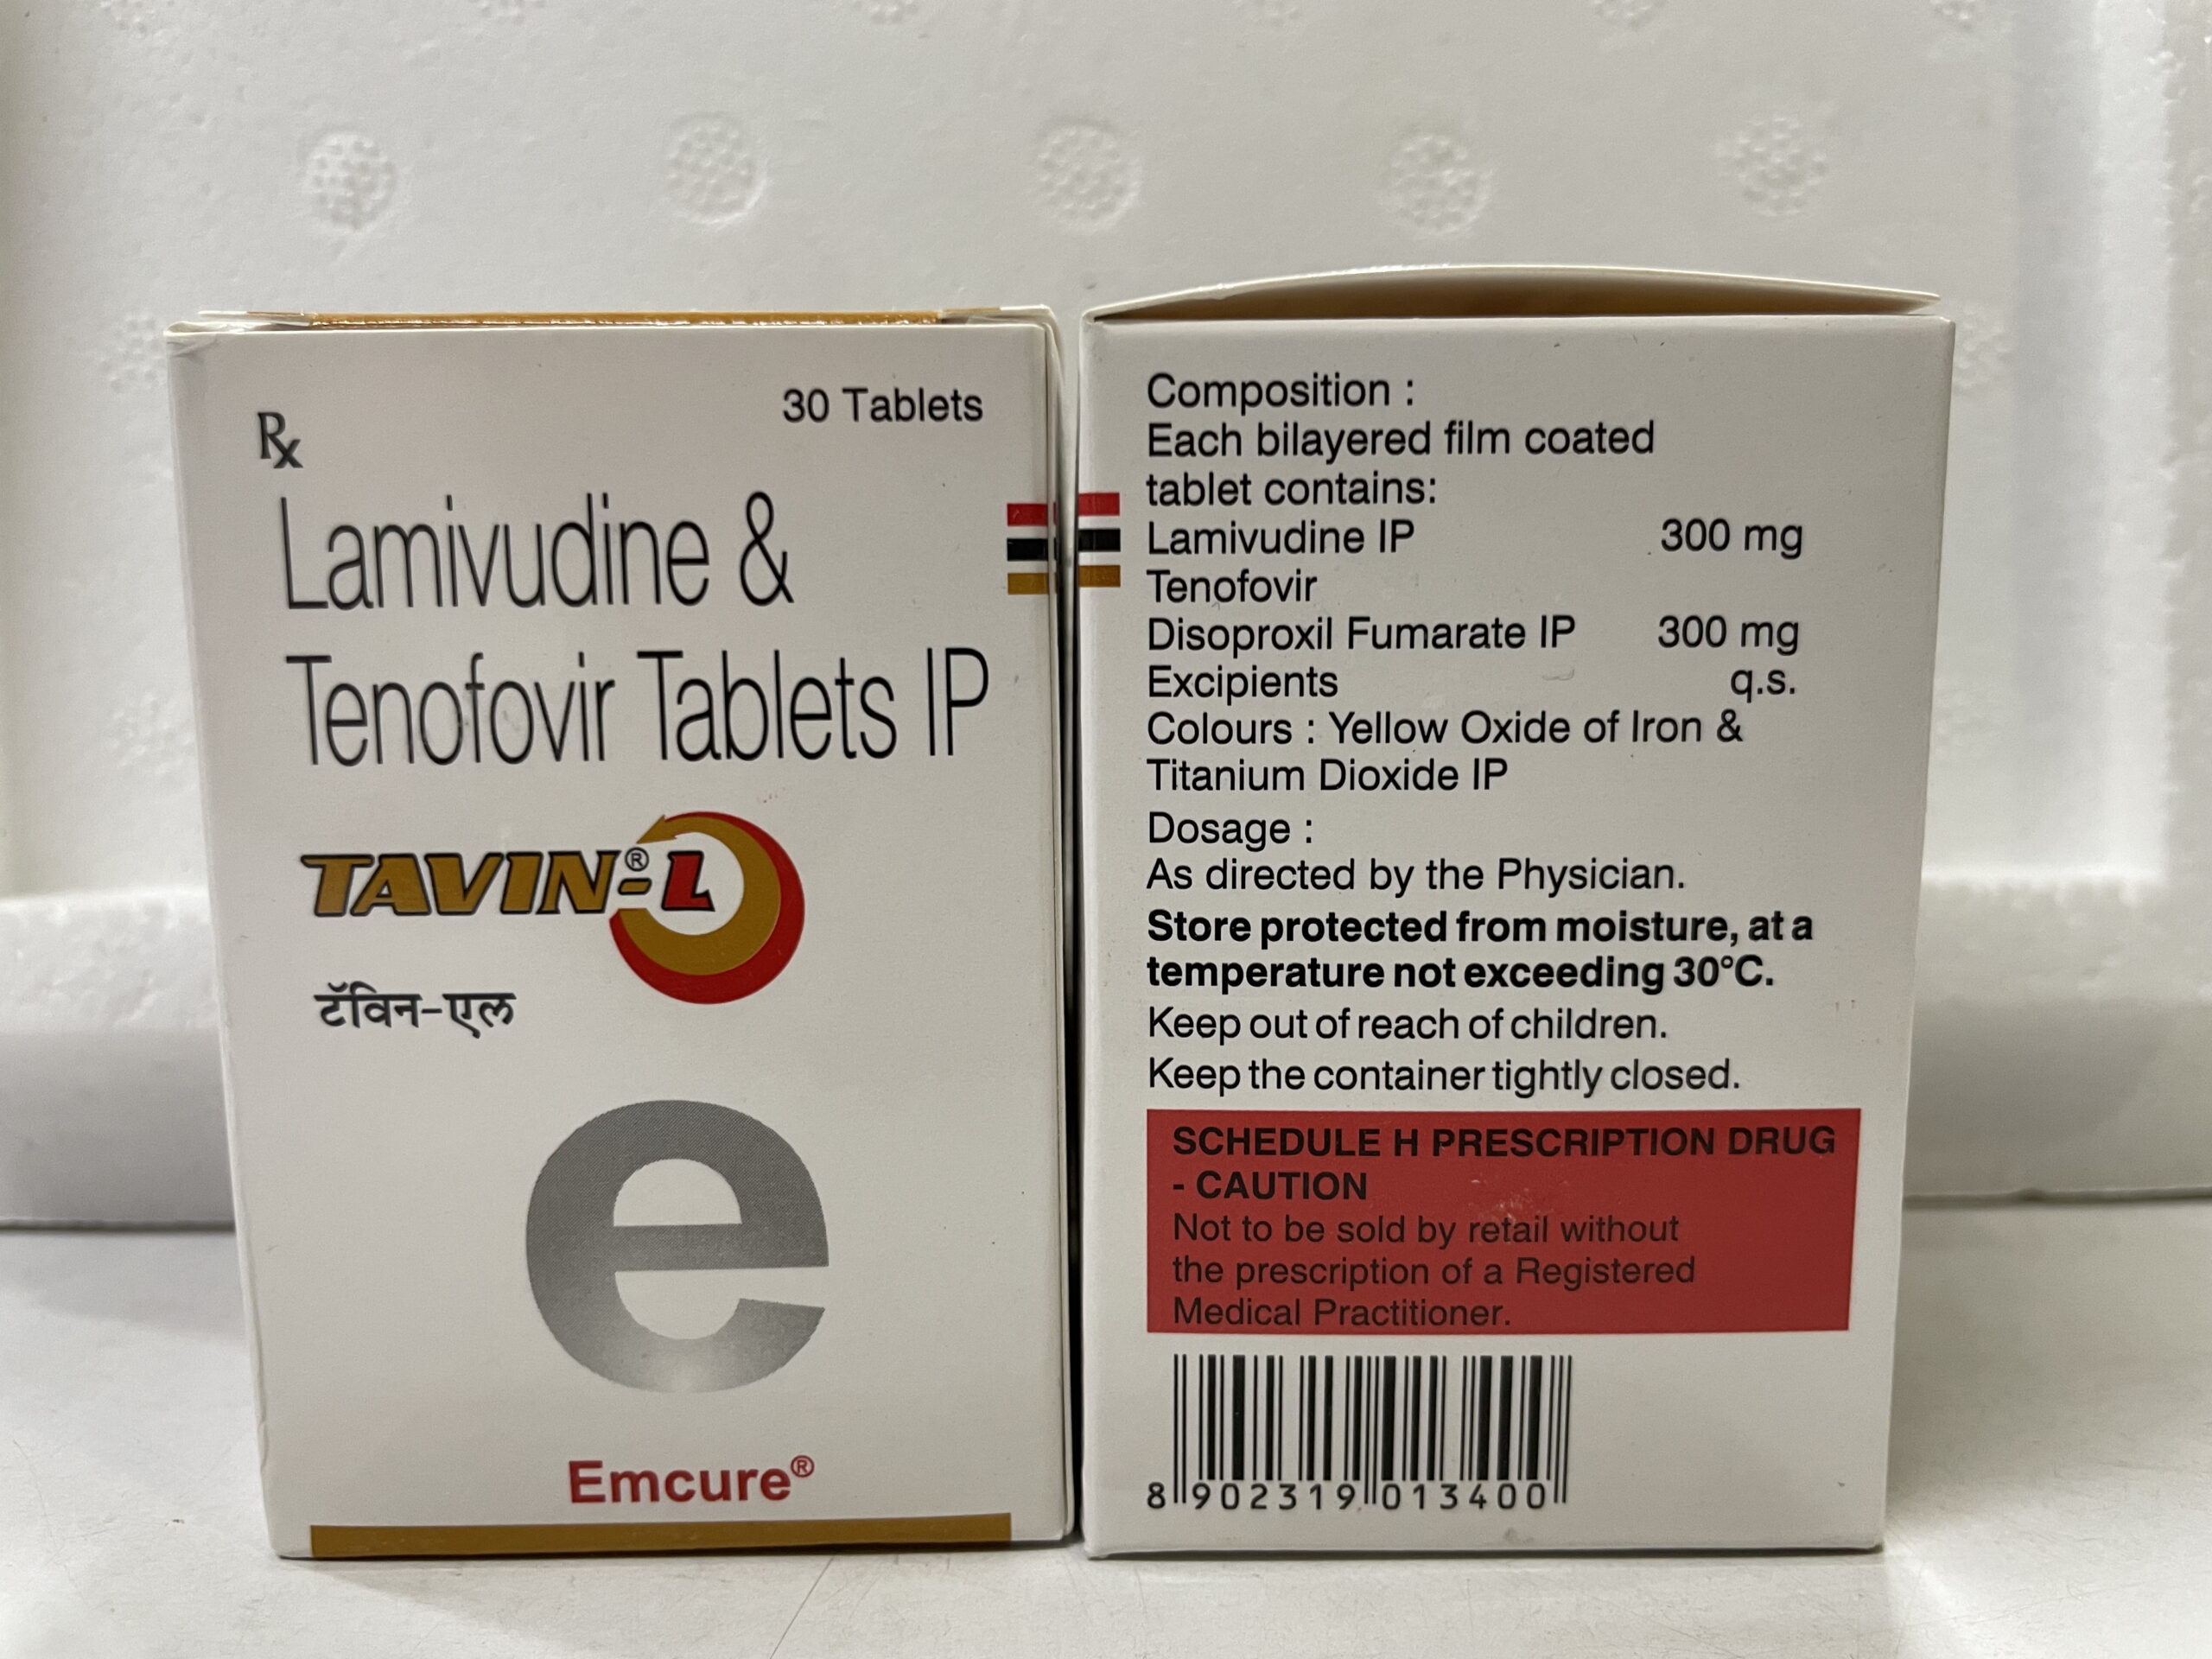 30 Tablets
Rx
Lamivudine &
Tenofovir Tablets IP
TAVIN®-L
टॅविन-एल
e
Emcure®
Composition :
Each bilayered film coated
tablet contains:
Lamivudine IP 300 mg
Tenofovir
Disoproxil Fumarate IP 300 mg
Excipients q.s.
Colours : Yellow Oxide of Iron &
Titanium Dioxide IP
Dosage :
As directed by the Physician.
Store protected from moisture, at a
temperature not exceeding 30°C.
Keep out of reach of children.
Keep the container tightly closed.
SCHEDULE H PRESCRIPTION DRUG
- CAUTION
Not to be sold by retail without
the prescription of a Registered
Medical Practitioner.
8 902319 013400